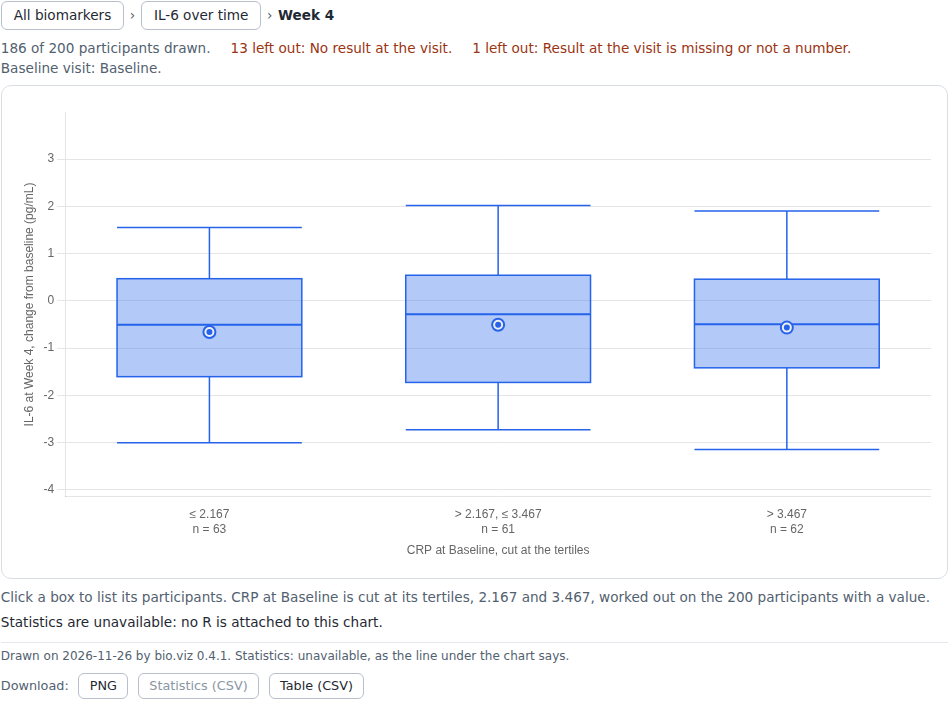 All biomarkers › IL-6 over time › Week 4
186 of 200 participants drawn. 13 left out: No result at the visit. 1 left out: Result at the visit is missing or not a number.
Baseline visit: Baseline.
IL-6 at Week 4, change from baseline (pg/mL)
3
2
1
0
-1
-2
-3
-4
≤ 2.167 > 2.167, ≤ 3.467 > 3.467
n = 63 n = 61 n = 62
CRP at Baseline, cut at the tertiles
Click a box to list its participants. CRP at Baseline is cut at its tertiles, 2.167 and 3.467, worked out on the 200 participants with a value.
Statistics are unavailable: no R is attached to this chart.
Drawn on 2026-11-26 by bio.viz 0.4.1. Statistics: unavailable, as the line under the chart says.
Download: PNG Statistics (CSV) Table (CSV)